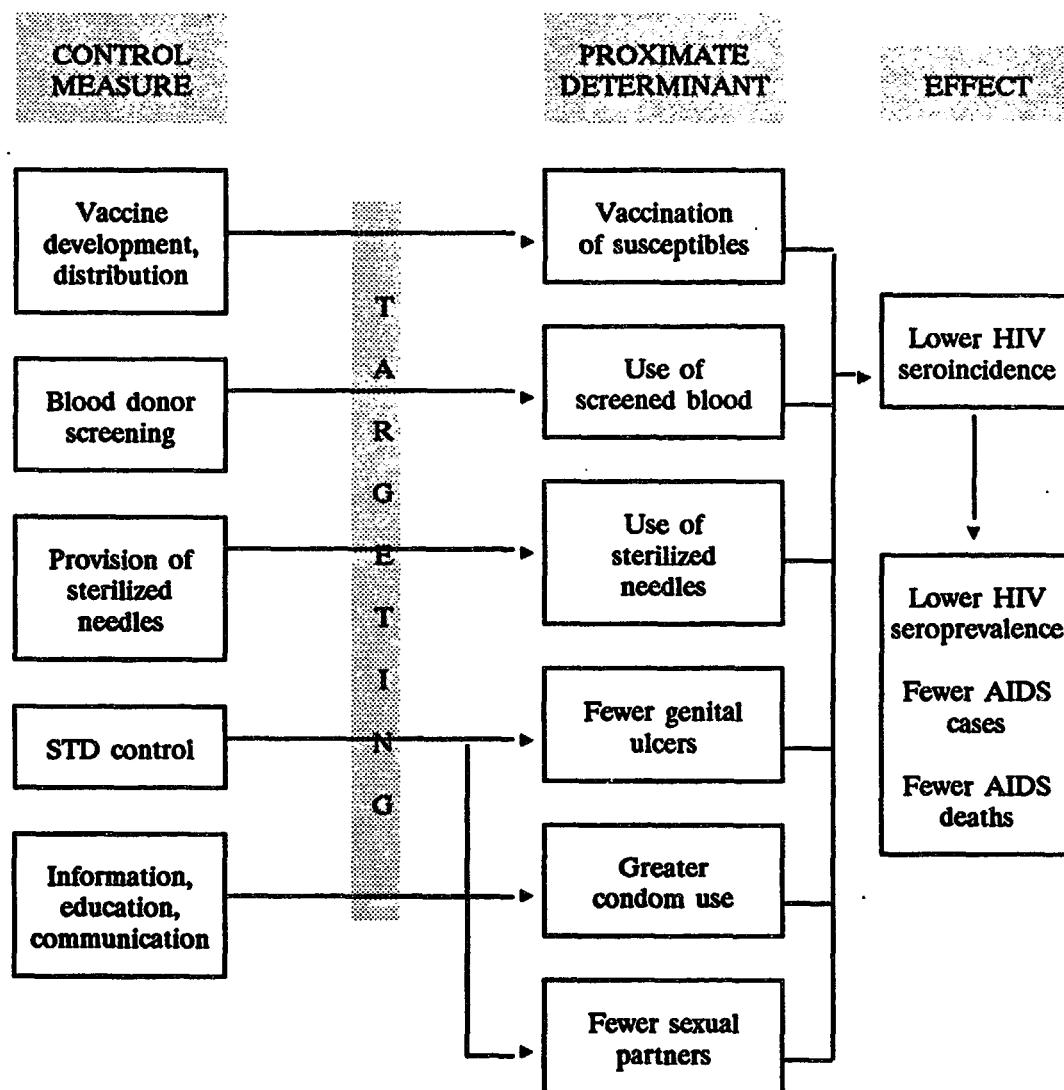 CONTROL
MEASURE
PROXIMATE
DETERMINANT
EFFECT
Vaccine
development,
distribution
Blood donor
screening
Provision of
sterilized
needles
STD control
Information,
education,
communication
TARGETING
Vaccination
of susceptibles
Use of
screened blood
Use of
sterilized
needles
Fewer genital
ulcers
Greater
condom use
Fewer sexual
partners
Lower HIV
seroincidence
Lower HIV
seroprevalence
Fewer AIDS
cases
Fewer AIDS
deaths